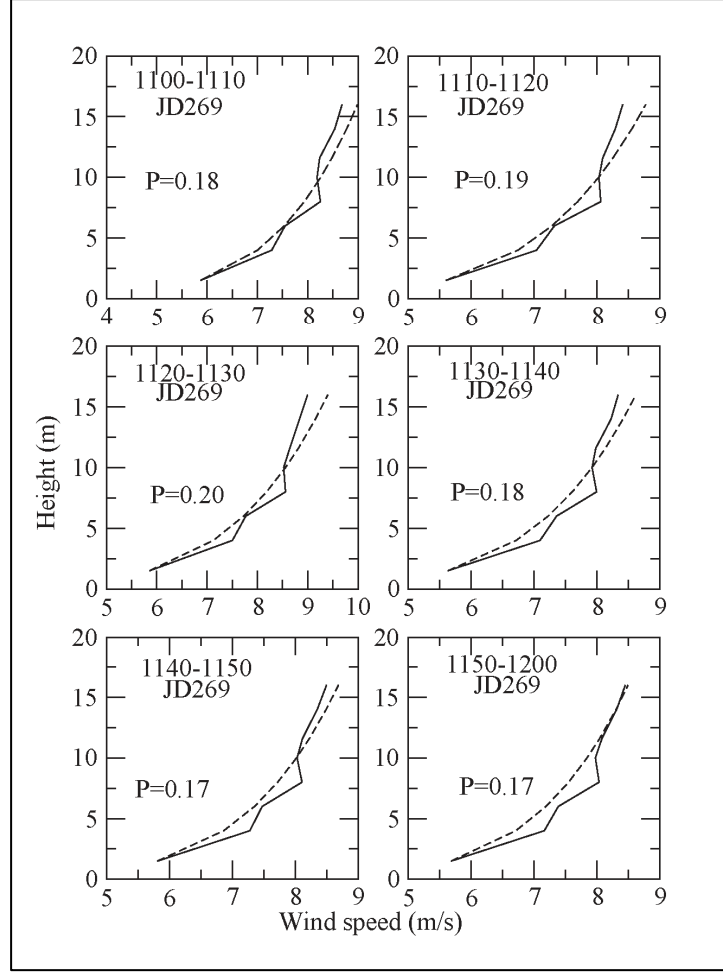 20
15
10
5
0
1100-1110
JD269
P=0.18
4 5 6 7 8 9
20
15
10
5
0
1110-1120
JD269
P=0.19
5 6 7 8 9
20
15
10
5
0
1120-1130
JD269
P=0.20
5 6 7 8 9 10
20
15
10
5
0
1130-1140
JD269
P=0.18
5 6 7 8 9
Height (m)
20
15
10
5
0
1140-1150
JD269
P=0.17
5 6 7 8 9
20
15
10
5
0
1150-1200
JD269
P=0.17
5 6 7 8 9
Wind speed (m/s)